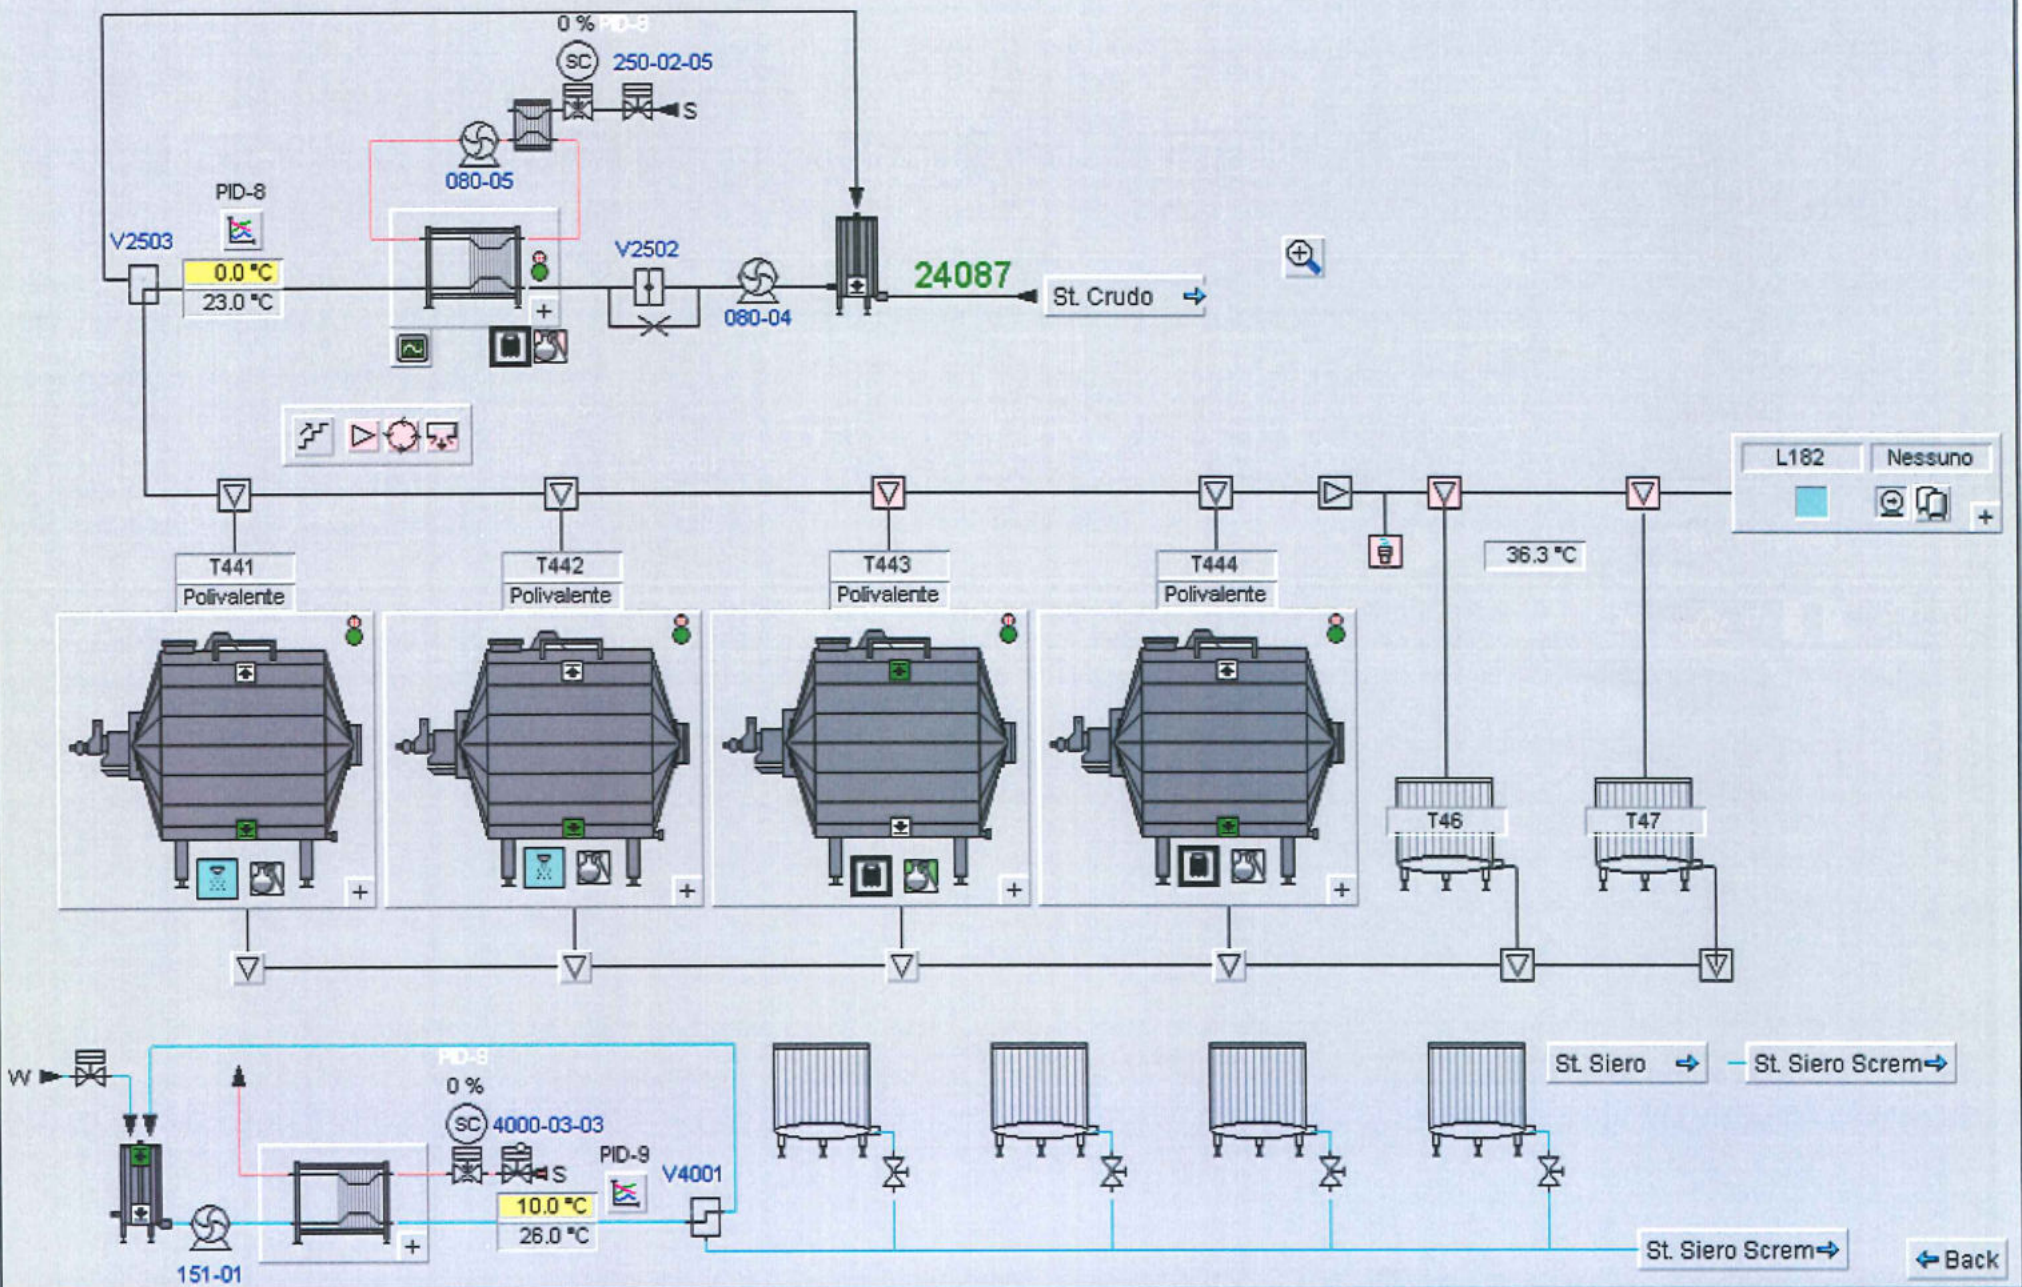 0 % PID-8
SC 250-02-05
S
080-05
PID-8
V2503
0.0 °C
23.0 °C
V2502
080-04
24087
St. Crudo
L182 Nessuno
36.3 °C
T441 T442 T443 T444
Polivalente Polivalente Polivalente Polivalente
T46 T47
W
PID-9
0 %
SC 4000-03-03
S
PID-9
V4001
10.0 °C
26.0 °C
151-01
St. Siero St. Siero Screm
St. Siero Screm
Back